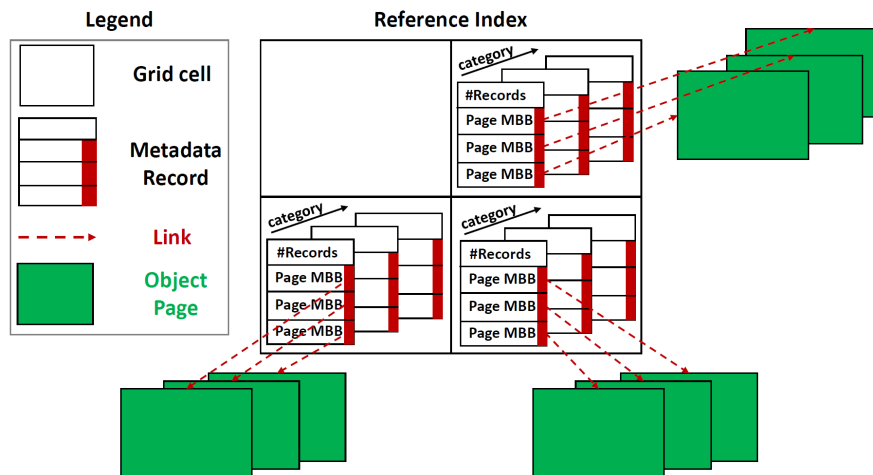 Legend
Grid cell
Metadata
Record
Link
Object
Page
Reference Index
category
#Records
Page MBB
Page MBB
Page MBB
category
#Records
Page MBB
Page MBB
Page MBB
category
#Records
Page MBB
Page MBB
Page MBB